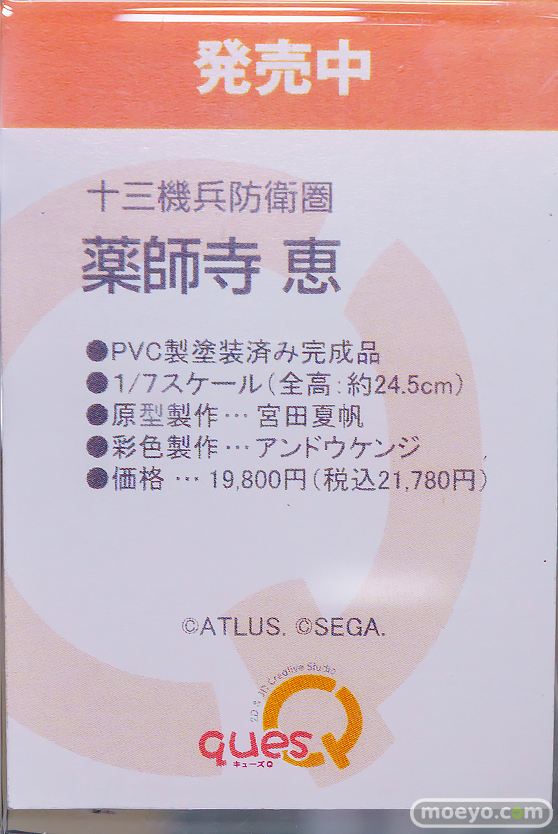 発売中
十三機兵防衛圏
薬師寺 恵
●PVC製塗装済み完成品
●1/7スケール（全高：約24.5cm）
●原型製作…宮田夏帆
●彩色製作…アンドウケンジ
●価格…19,800円（税込21,780円）
©ATLUS. ©SEGA.
2D & 3D Creative Studio
quesQ
キューズQ
moeyo.com